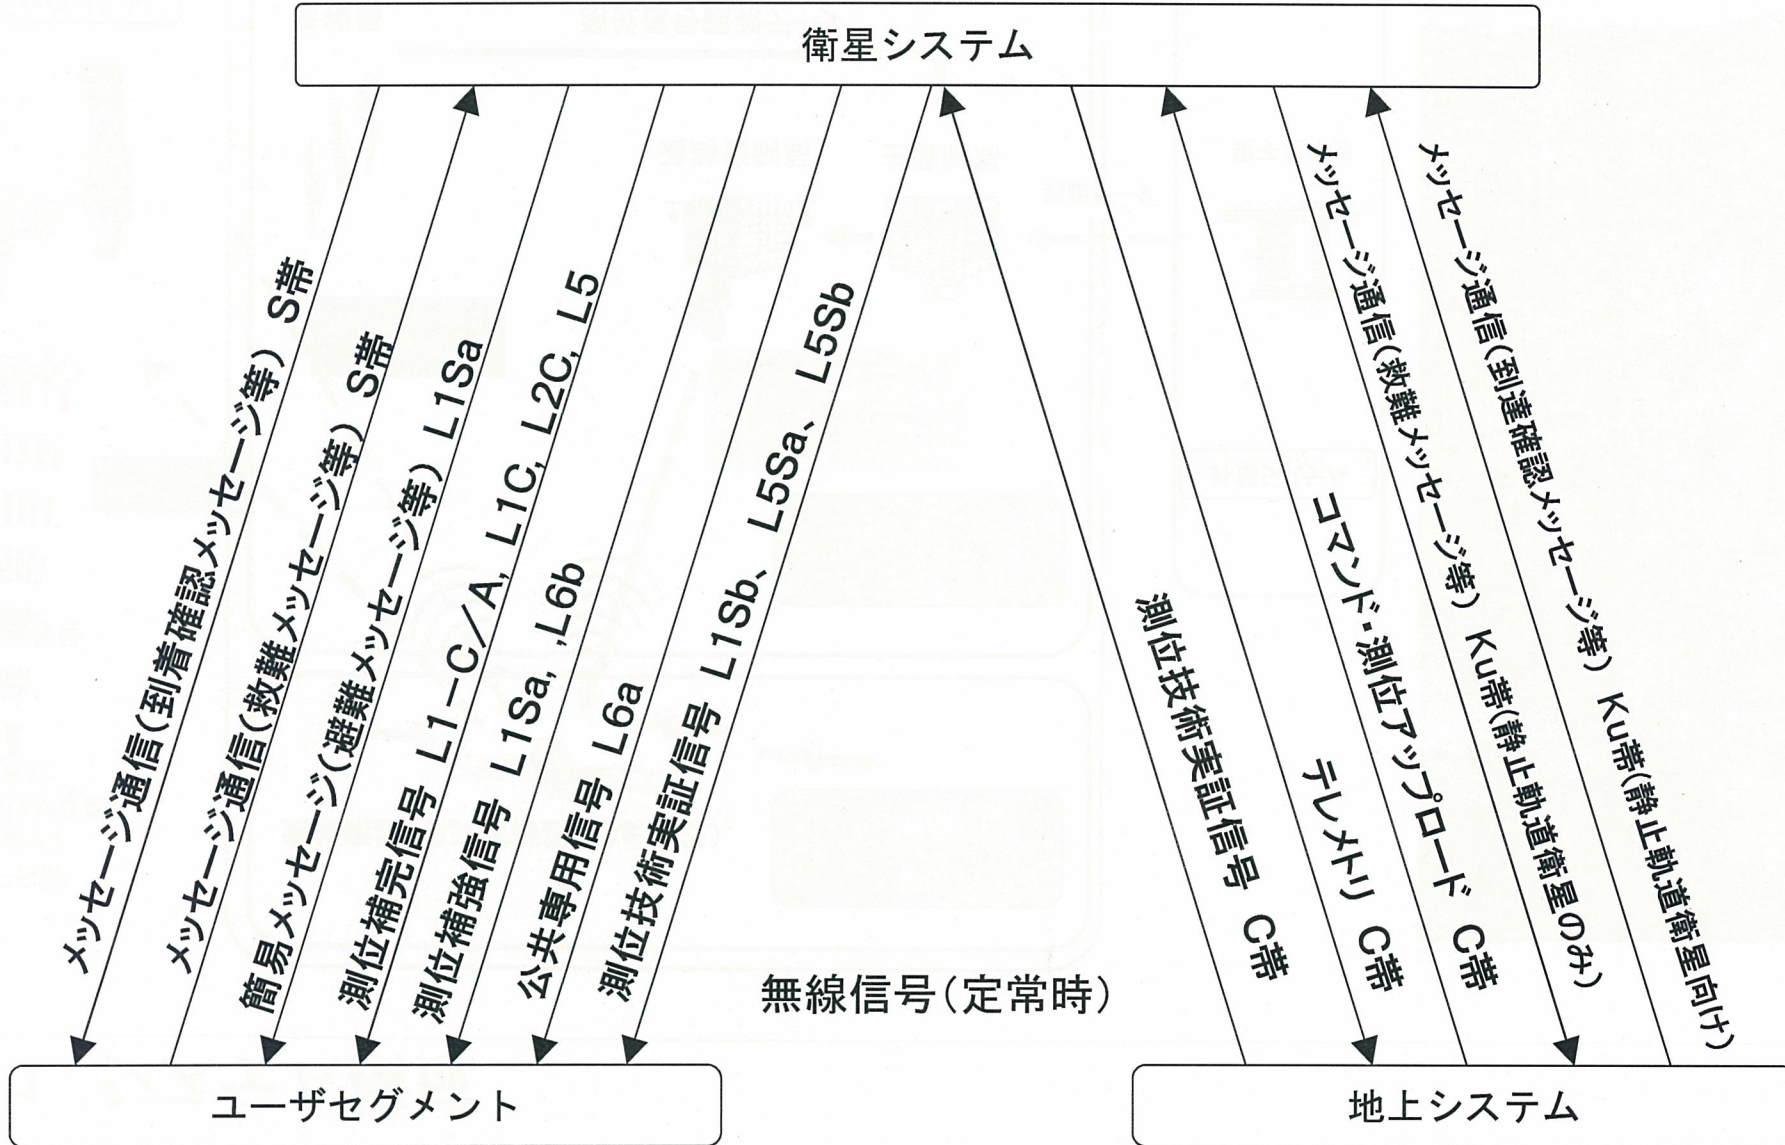 衛星システム
メッセージ通信(到着確認メッセージ等) S帯
メッセージ通信(救難メッセージ等) S帯
簡易メッセージ(避難メッセージ等) L1Sa
測位補完信号 L1-C/A, L1C, L2C, L5
測位補強信号 L1Sa, ,L6b
公共専用信号 L6a
測位技術実証信号 L1Sb、L5Sa、L5Sb
測位技術実証信号 C帯
テレメトリ C帯
コマンド・測位アップロード C帯
メッセージ通信(救難メッセージ等) Ku帯(静止軌道衛星のみ)
メッセージ通信(到達確認メッセージ等) Ku帯(静止軌道衛星向け)
無線信号(定常時)
ユーザセグメント
地上システム